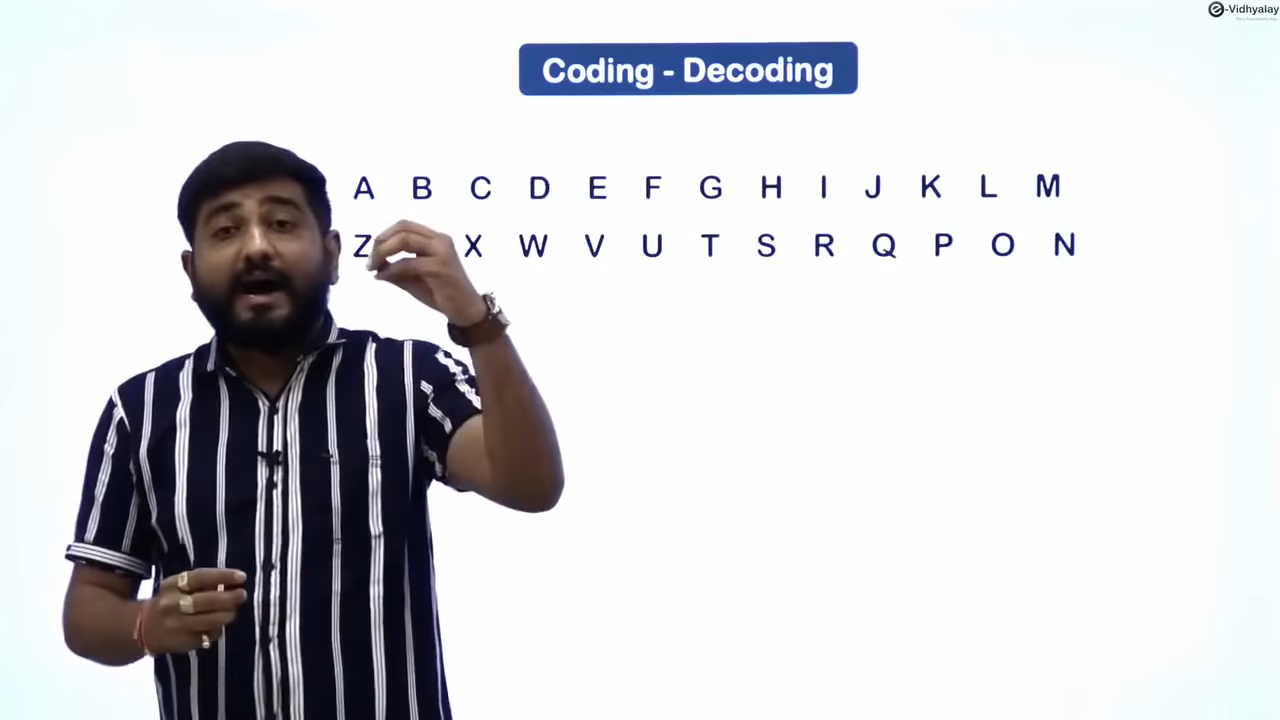 e-Vidhyalay
Coding - Decoding
A B C D E F G H I J K L M
Z X W V U T S R Q P O N